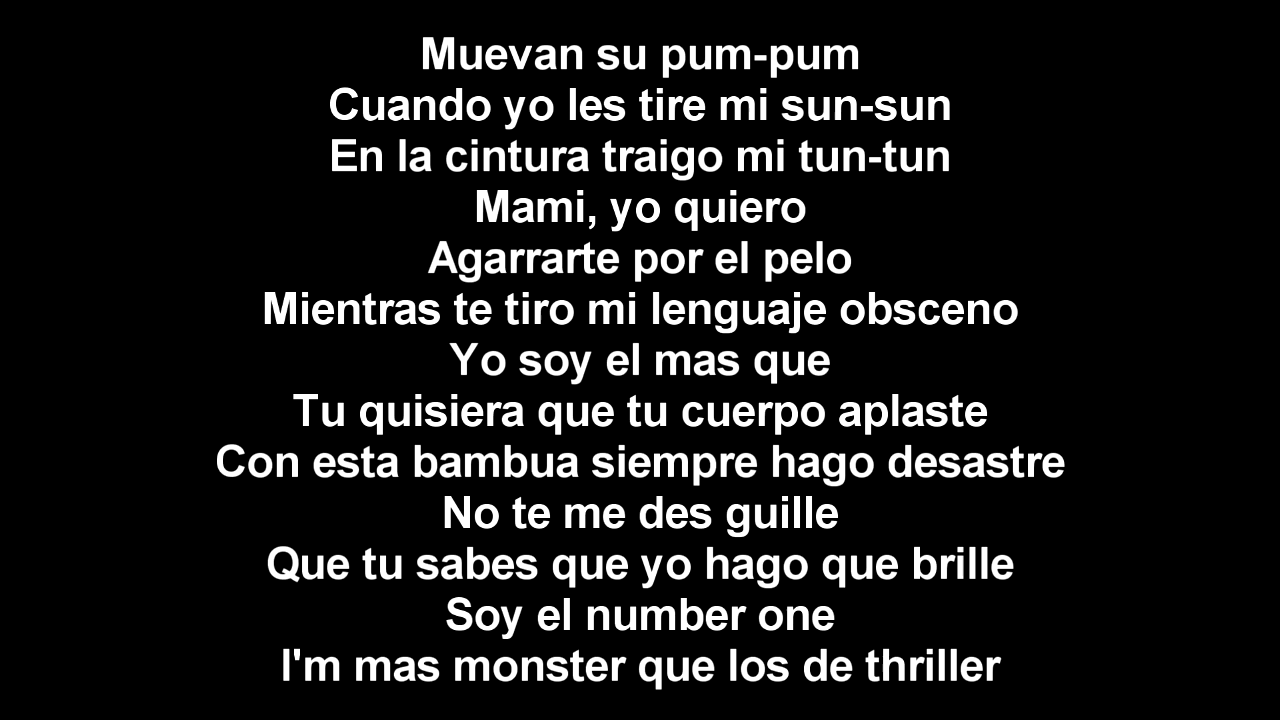 Muevan su pum-pum
Cuando yo les tire mi sun-sun
En la cintura traigo mi tun-tun
Mami, yo quiero
Agarrarte por el pelo
Mientras te tiro mi lenguaje obsceno
Yo soy el mas que
Tu quisiera que tu cuerpo aplaste
Con esta bambua siempre hago desastre
No te me des guille
Que tu sabes que yo hago que brille
Soy el number one
I'm mas monster que los de thriller